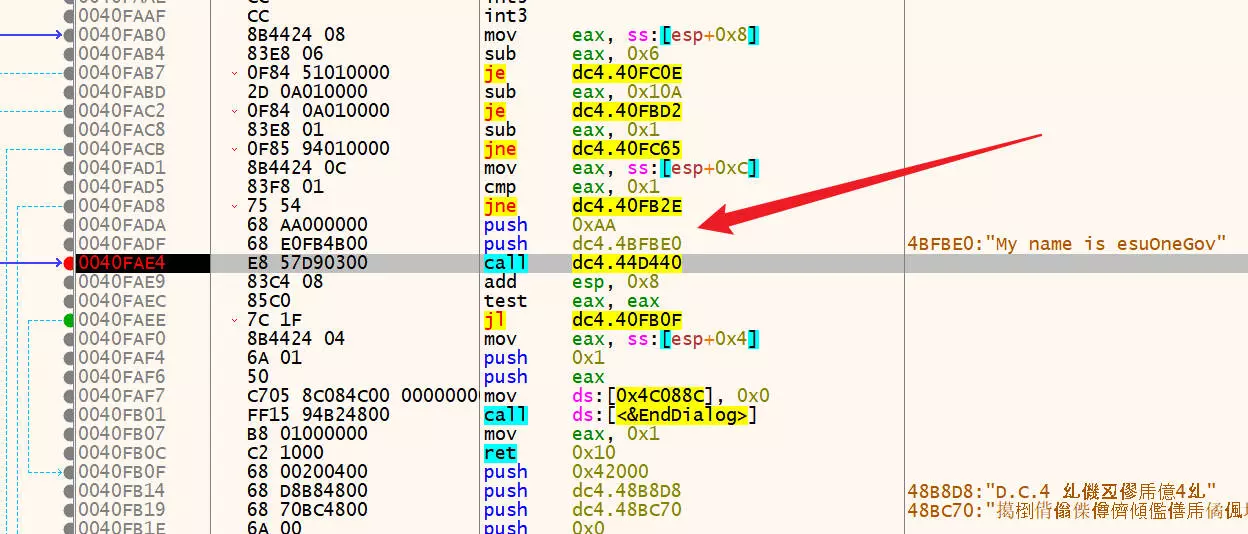 0040FAAF CC int3
0040FAB0 8B4424 08 mov eax, ss:[esp+0x8]
0040FAB4 83E8 06 sub eax, 0x6
0040FAB7 0F84 51010000 je dc4.40FC0E
0040FABD 2D 0A010000 sub eax, 0x10A
0040FAC2 0F84 0A010000 je dc4.40FBD2
0040FAC8 83E8 01 sub eax, 0x1
0040FACB 0F85 94010000 jne dc4.40FC65
0040FAD1 8B4424 0C mov eax, ss:[esp+0xC]
0040FAD5 83F8 01 cmp eax, 0x1
0040FAD8 75 54 jne dc4.40FB2E
0040FADA 68 AA000000 push 0xAA
0040FADF 68 E0FB4B00 push dc4.4BFBE0 4BFBE0:"My name is esuOneGov"
0040FAE4 E8 57D90300 call dc4.44D440
0040FAE9 83C4 08 add esp, 0x8
0040FAEC 85C0 test eax, eax
0040FAEE 7C 1F jl dc4.40FB0F
0040FAF0 8B4424 04 mov eax, ss:[esp+0x4]
0040FAF4 6A 01 push 0x1
0040FAF6 50 push eax
0040FAF7 C705 8C084C00 0000000 mov ds:[0x4C088C], 0x0
0040FB01 FF15 94B24800 call ds:[<&EndDialog>]
0040FB07 B8 01000000 mov eax, 0x1
0040FB0C C2 1000 ret 0x10
0040FB0F 68 00200400 push 0x42000
0040FB14 68 D8B84800 push dc4.48B8D8 48B8D8:"D.C.4
0040FB19 68 70BC4800 push dc4.48BC70 48BC70:"
0040FB1E 6A 00 push 0x0